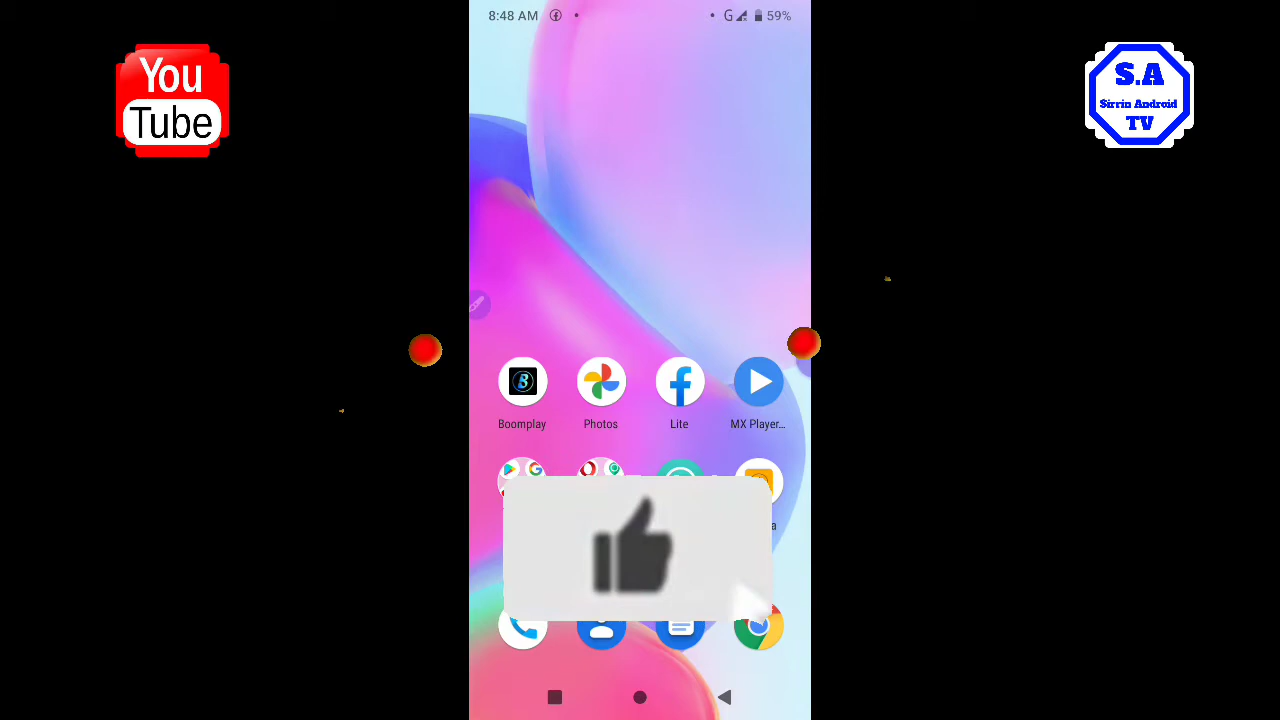 8:48 AM
G 59%
You
Tube
S.A
Sirrin Android
TV
Boomplay
Photos
Lite
MX Player...
a